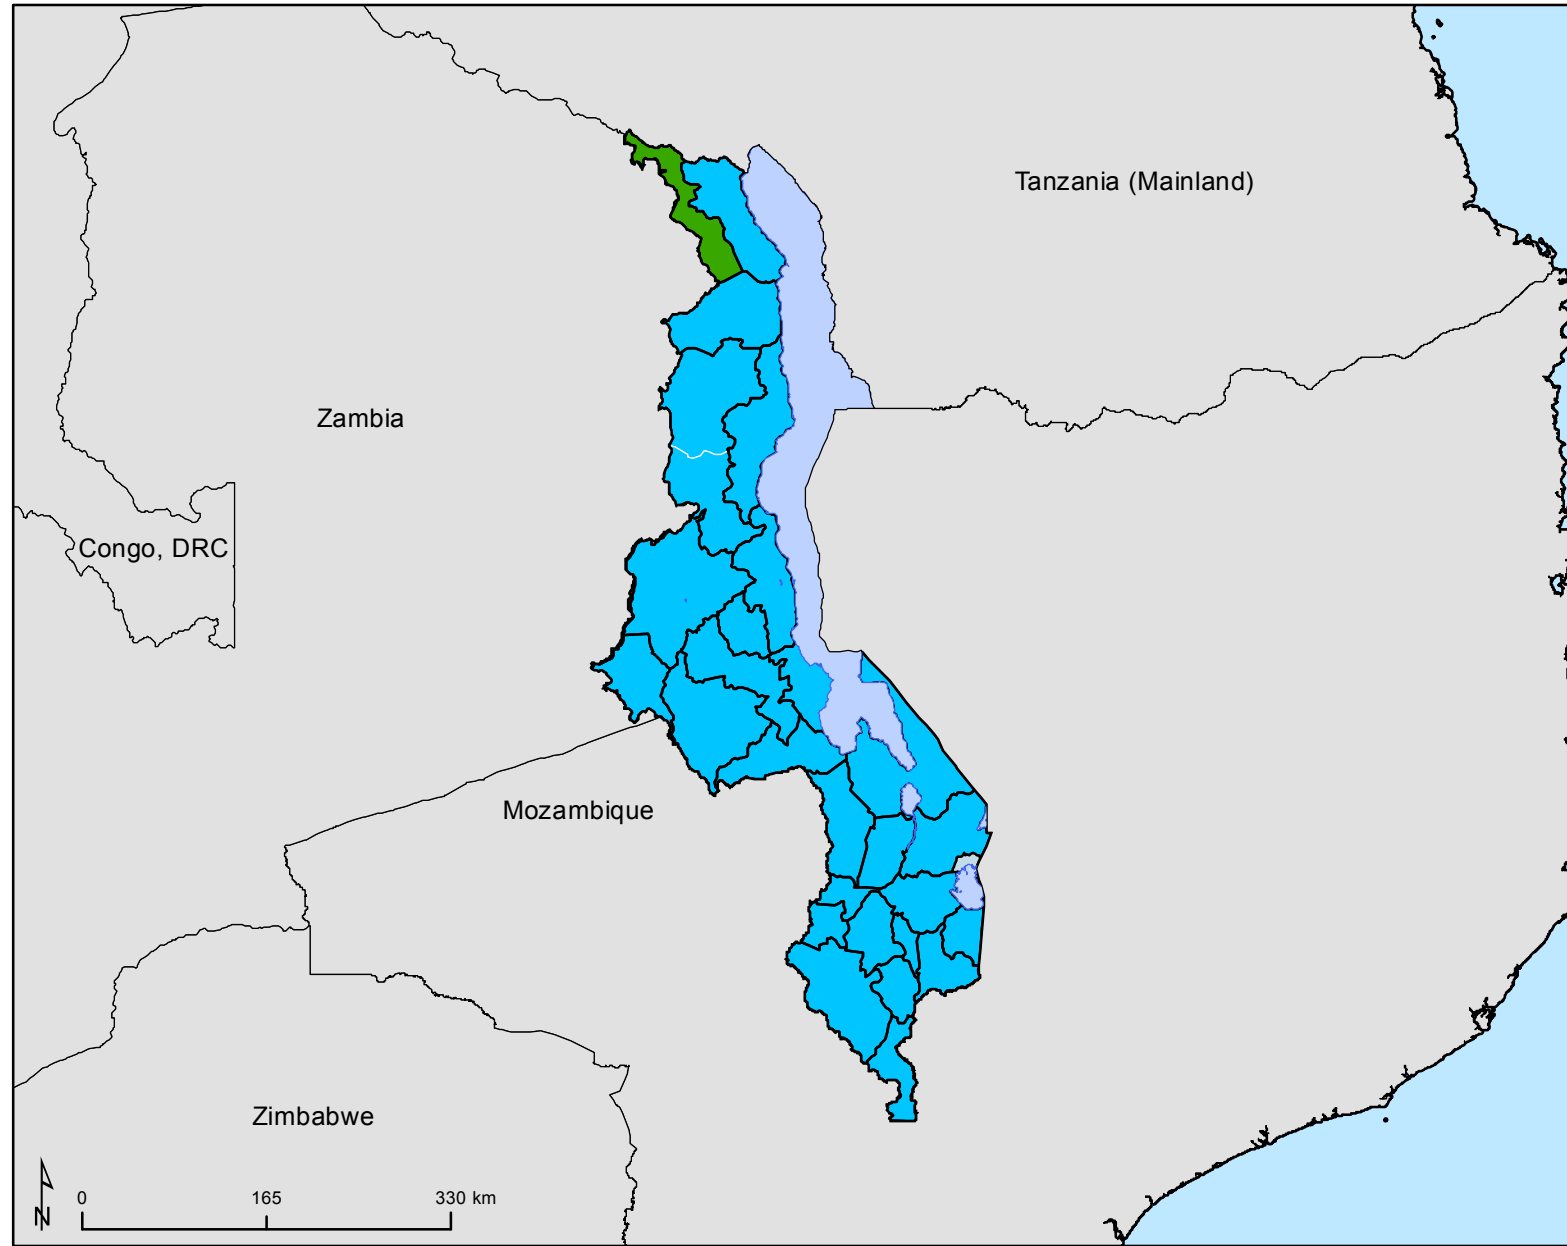 Tanzania (Mainland)
Zambia
Congo, DRC
Mozambique
Zimbabwe
N
0 165 330 km